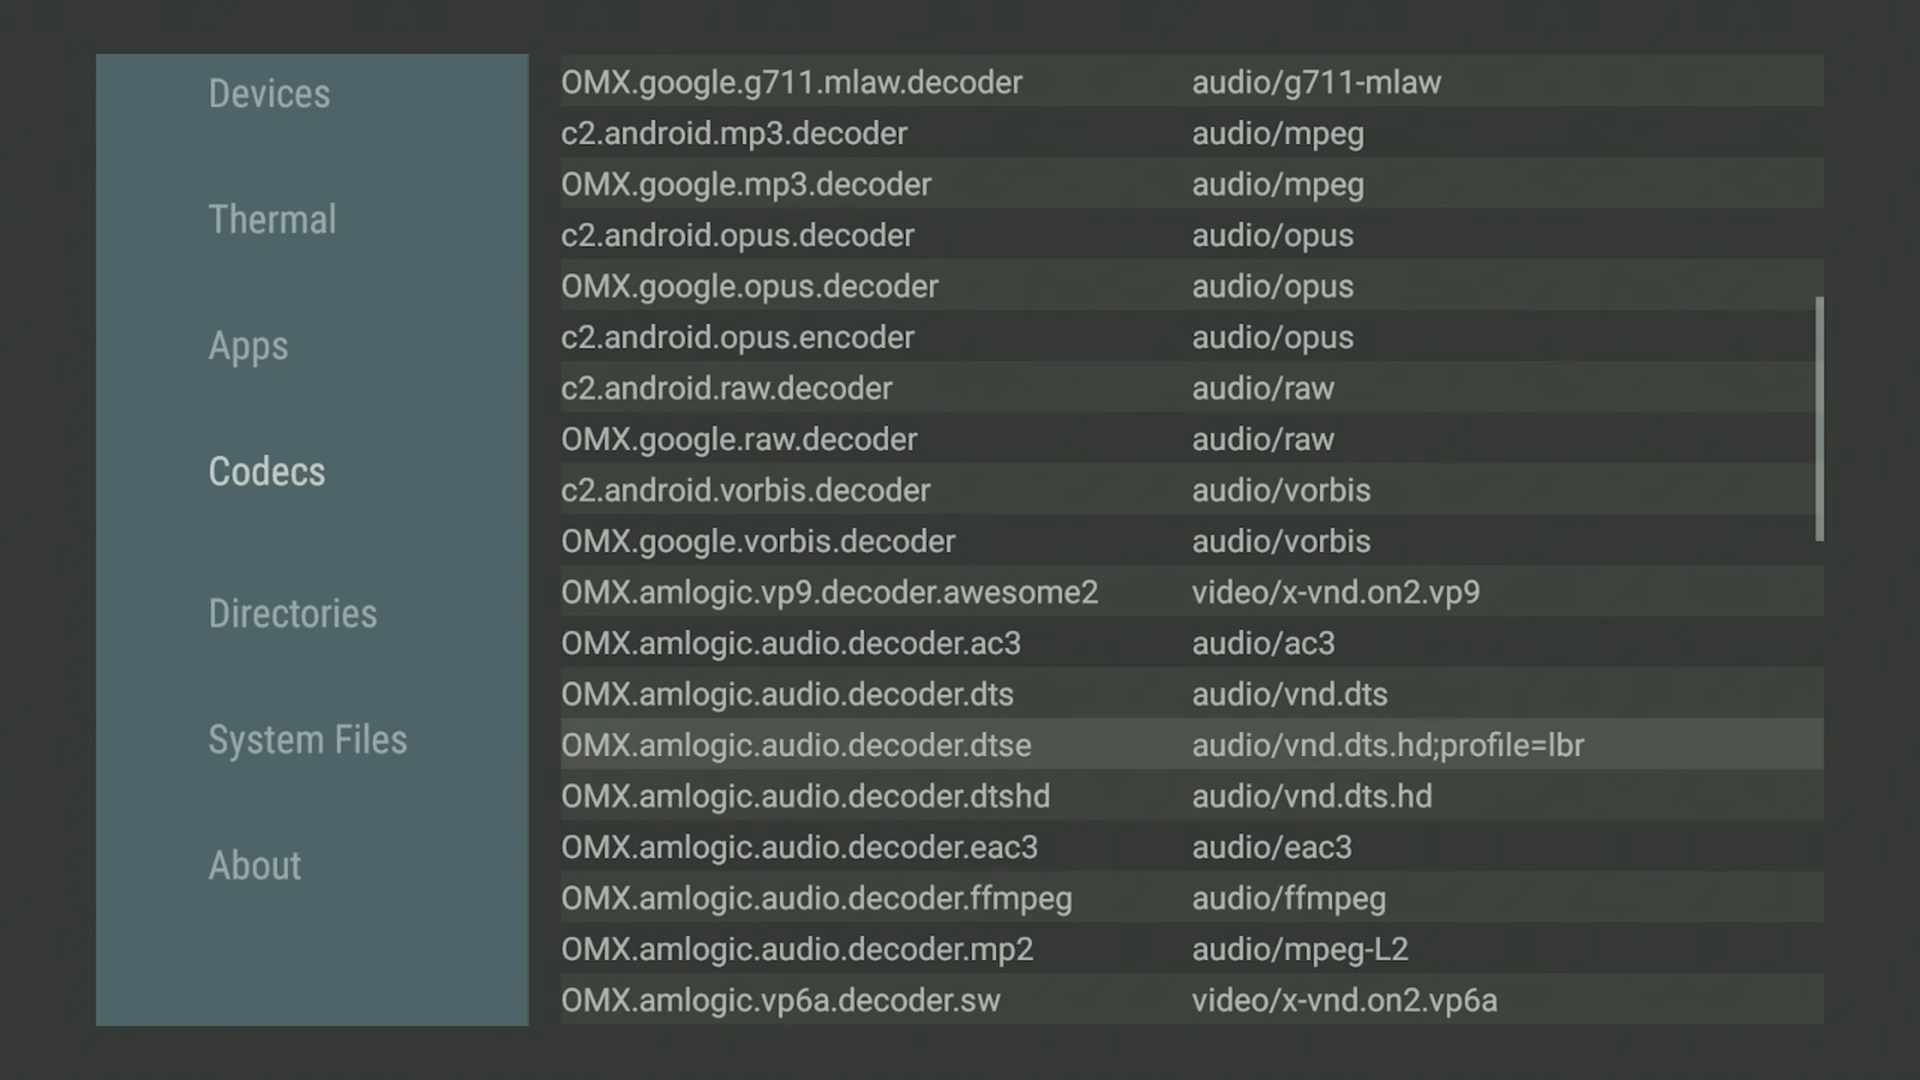 Devices
Thermal
Apps
Codecs
Directories
System Files
About
OMX.google.g711.mlaw.decoder audio/g711-mlaw
c2.android.mp3.decoder audio/mpeg
OMX.google.mp3.decoder audio/mpeg
c2.android.opus.decoder audio/opus
OMX.google.opus.decoder audio/opus
c2.android.opus.encoder audio/opus
c2.android.raw.decoder audio/raw
OMX.google.raw.decoder audio/raw
c2.android.vorbis.decoder audio/vorbis
OMX.google.vorbis.decoder audio/vorbis
OMX.amlogic.vp9.decoder.awesome2 video/x-vnd.on2.vp9
OMX.amlogic.audio.decoder.ac3 audio/ac3
OMX.amlogic.audio.decoder.dts audio/vnd.dts
OMX.amlogic.audio.decoder.dtse audio/vnd.dts.hd;profile=lbr
OMX.amlogic.audio.decoder.dtshd audio/vnd.dts.hd
OMX.amlogic.audio.decoder.eac3 audio/eac3
OMX.amlogic.audio.decoder.ffmpeg audio/ffmpeg
OMX.amlogic.audio.decoder.mp2 audio/mpeg-L2
OMX.amlogic.vp6a.decoder.sw video/x-vnd.on2.vp6a